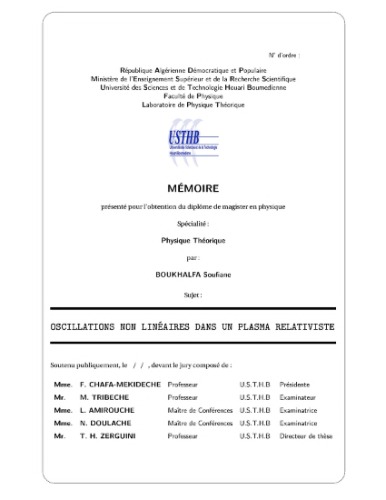 N° d'ordre :
République Algérienne Démocratique et Populaire
Ministère de l'Enseignement Supérieur et de la Recherche Scientifique
Université des Sciences et de Technologie Houari Boumedienne
Faculté de Physique
Laboratoire de Physique Théorique
USTHB
MÉMOIRE
présenté pour l'obtention du diplôme de magister en physique
Spécialité :
Physique Théorique
par :
BOUKHALFA Soufiane
Sujet :
OSCILLATIONS NON LINÉAIRES DANS UN PLASMA RELATIVISTE
Soutenu publiquement, le / / , devant le jury composé de :
Mme. F. CHAFA-MEKIDECHE Professeur U.S.T.H.B Présidente
Mr. M. TRIBECHE Professeur U.S.T.H.B Examinateur
Mme. L. AMIROUCHE Maître de Conférences U.S.T.H.B Examinatrice
Mme. N. DOULACHE Maître de Conférences U.S.T.H.B Examinatrice
Mr. T. H. ZERGUINI Professeur U.S.T.H.B Directeur de thèse